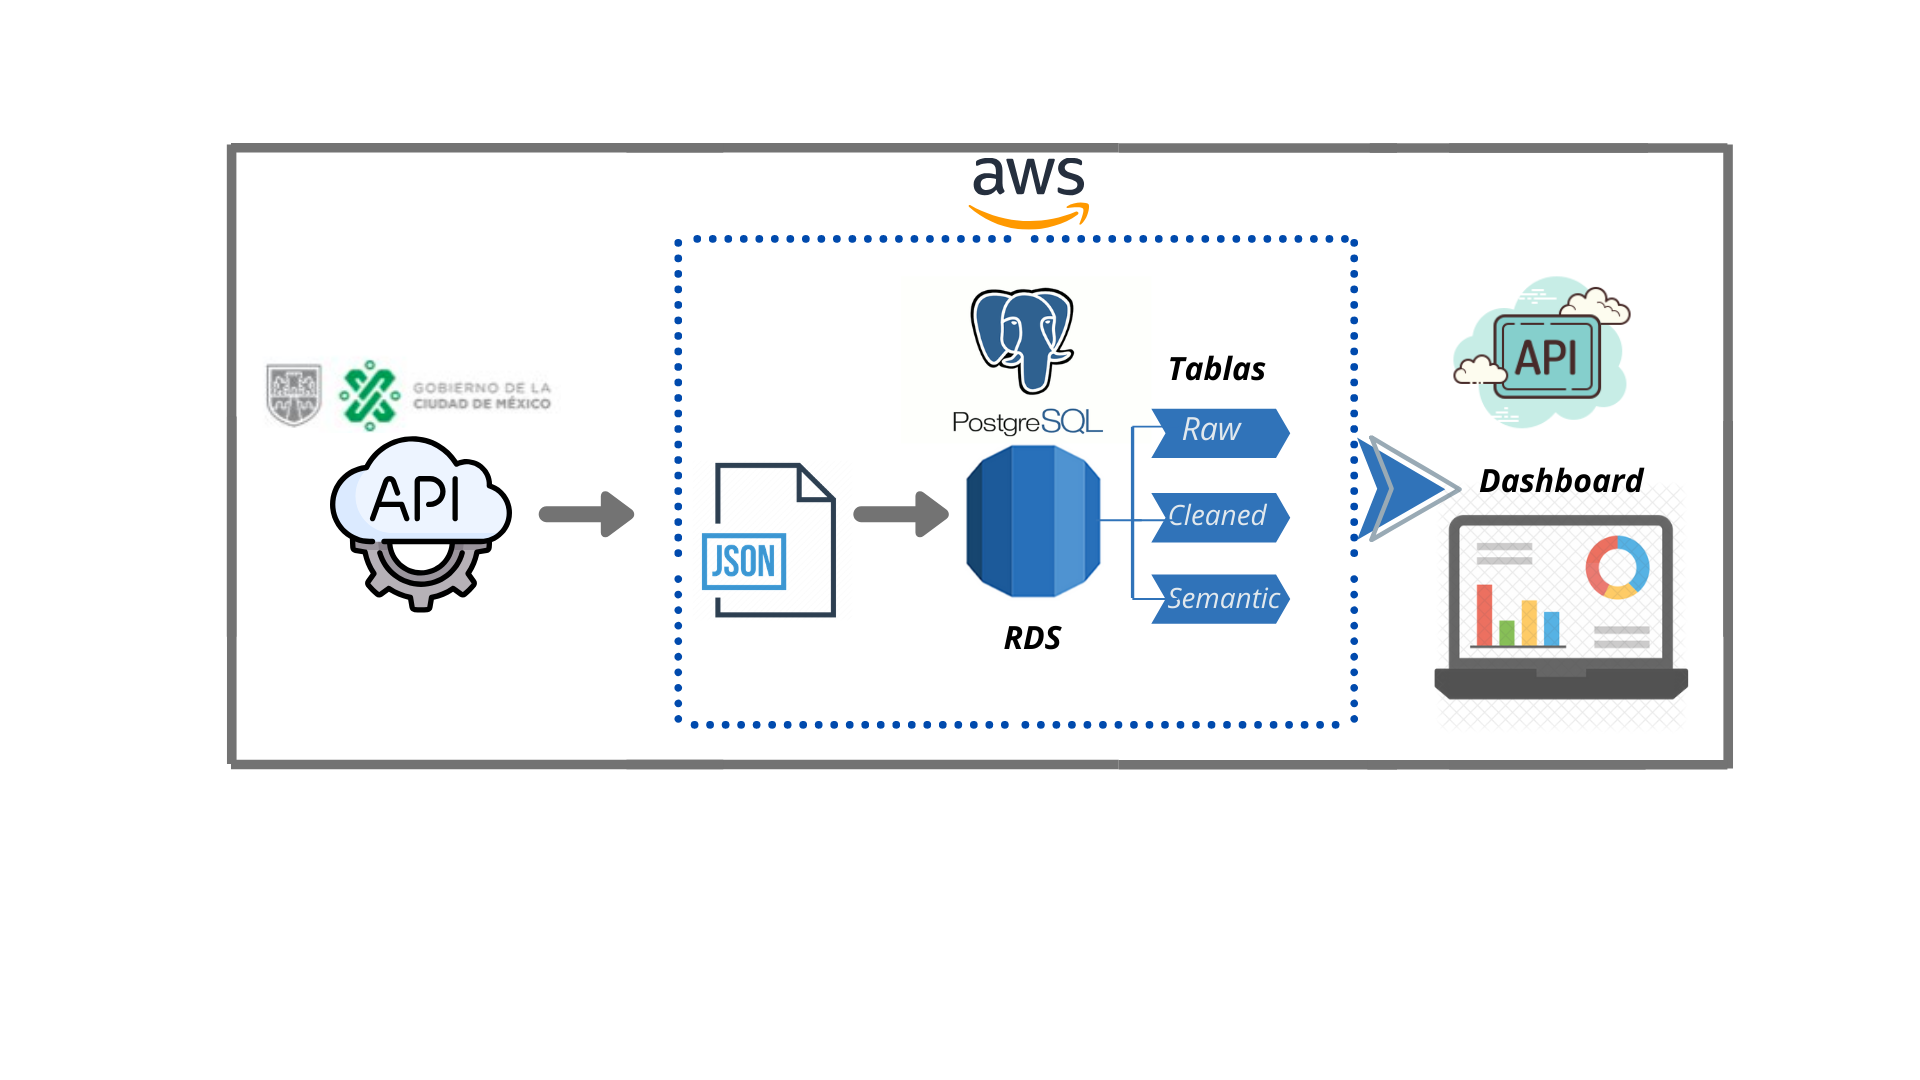 aws
GOBIERNO DE LA
CIUDAD DE MÉXICO
API
JSON
PostgreSQL
RDS
Tablas
Raw
Cleaned
Semantic
API
Dashboard